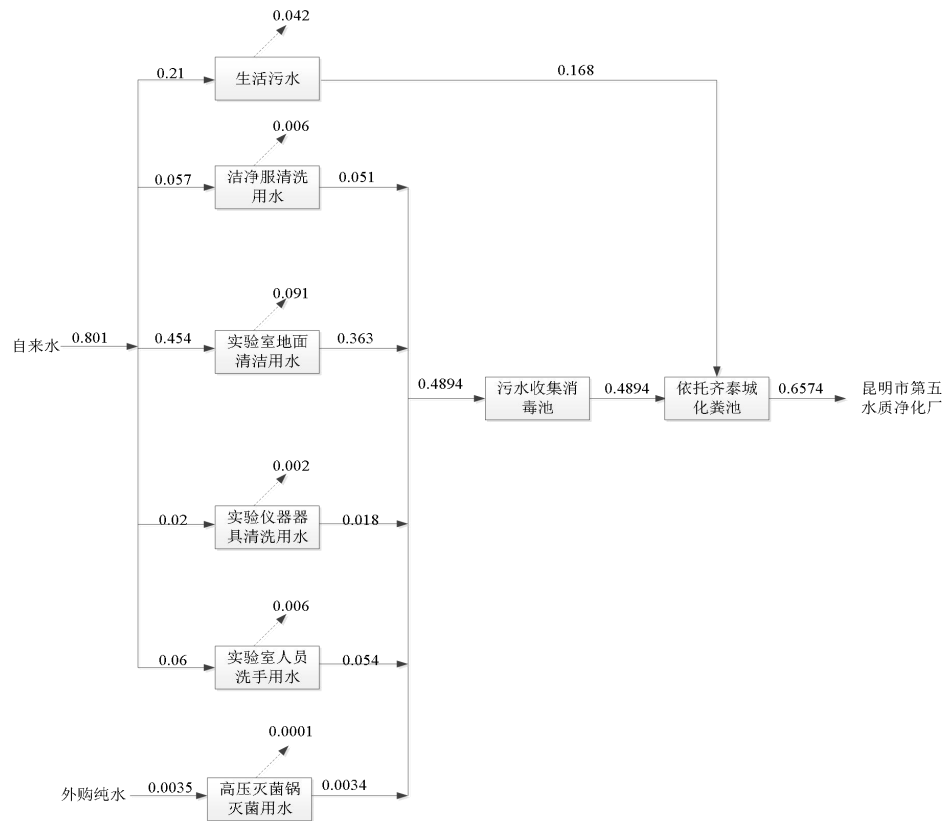 0.042
0.21
生活污水
0.168
0.006
0.057
洁净服清洗
用水
0.051
0.091
自来水
0.801
0.454
实验室地面
清洁用水
0.363
0.4894
污水收集消
毒池
0.4894
依托齐泰城
化粪池
0.6574
昆明市第五
水质净化厂
0.002
0.02
实验仪器器
具清洗用水
0.018
0.006
0.06
实验室人员
洗手用水
0.054
0.0001
外购纯水
0.0035
高压灭菌锅
灭菌用水
0.0034